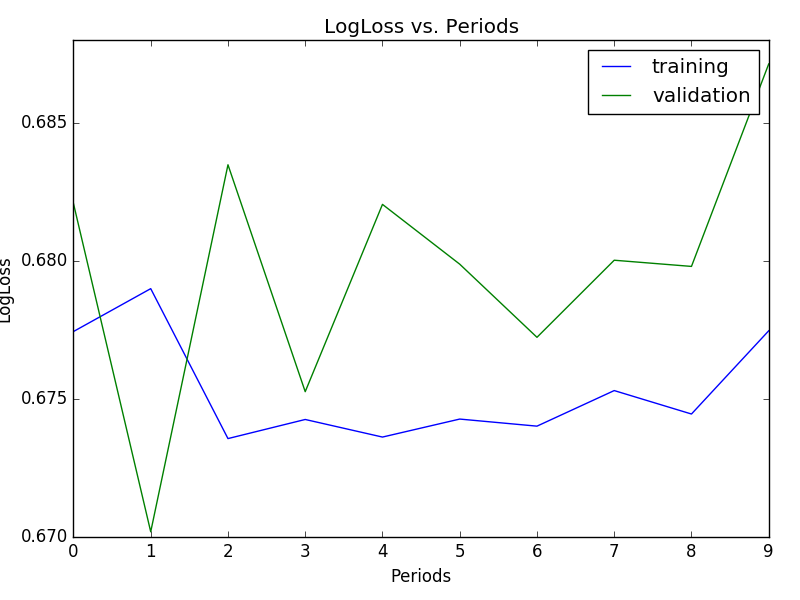 LogLoss vs. Periods
training
validation
0.685
0.680
0.675
0.670
LogLoss
0 1 2 3 4 5 6 7 8 9
Periods